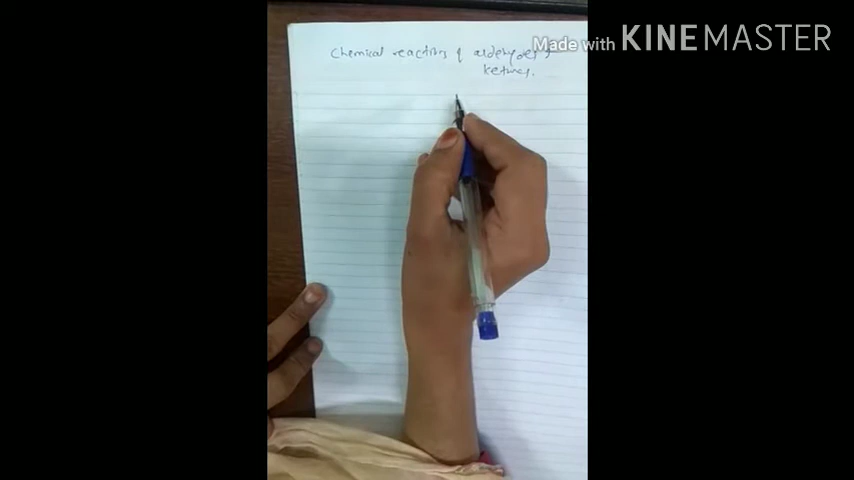 Chemical reactions of aldehydes &
ketones.
Made with KINEMASTER